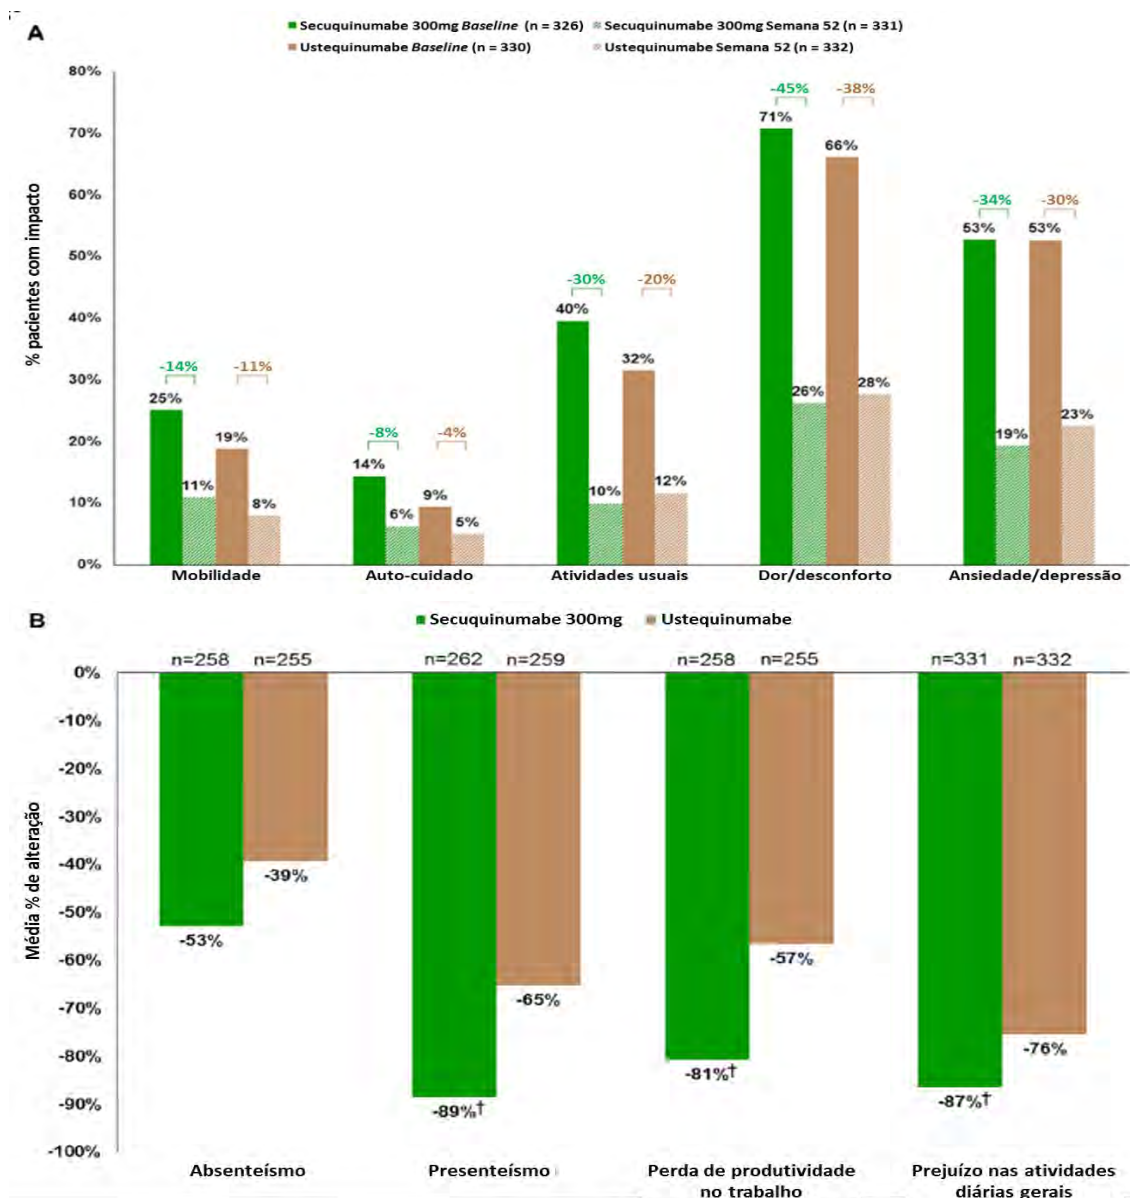 A
Secuquinumabe 300mg Baseline (n = 326)
Secuquinumabe 300mg Semana 52 (n = 331)
Ustequinumabe Baseline (n = 330)
Ustequinumabe Semana 52 (n = 332)
% pacientes com impacto
80%
70%
60%
50%
40%
30%
20%
10%
0%
-14% -11%
25% 11% 19% 8%
-8% -4%
14% 6% 9% 5%
-30% -20%
40% 10% 32% 12%
-45% -38%
71% 26% 66% 28%
-34% -30%
53% 19% 53% 23%
Mobilidade Auto-cuidado Atividades usuais Dor/desconforto Ansiedade/depressão
B
Secuquinumabe 300mg Ustequinumabe
n=258 n=255 n=262 n=259 n=258 n=255 n=331 n=332
Média % de alteração
0%
-10%
-20%
-30%
-40%
-50%
-60%
-70%
-80%
-90%
-100%
-53% -39%
-89%† -65%
-81%† -57%
-87%† -76%
Absenteísmo
Presenteísmo
Perda de produtividade
no trabalho
Prejuízo nas atividades
diárias gerais